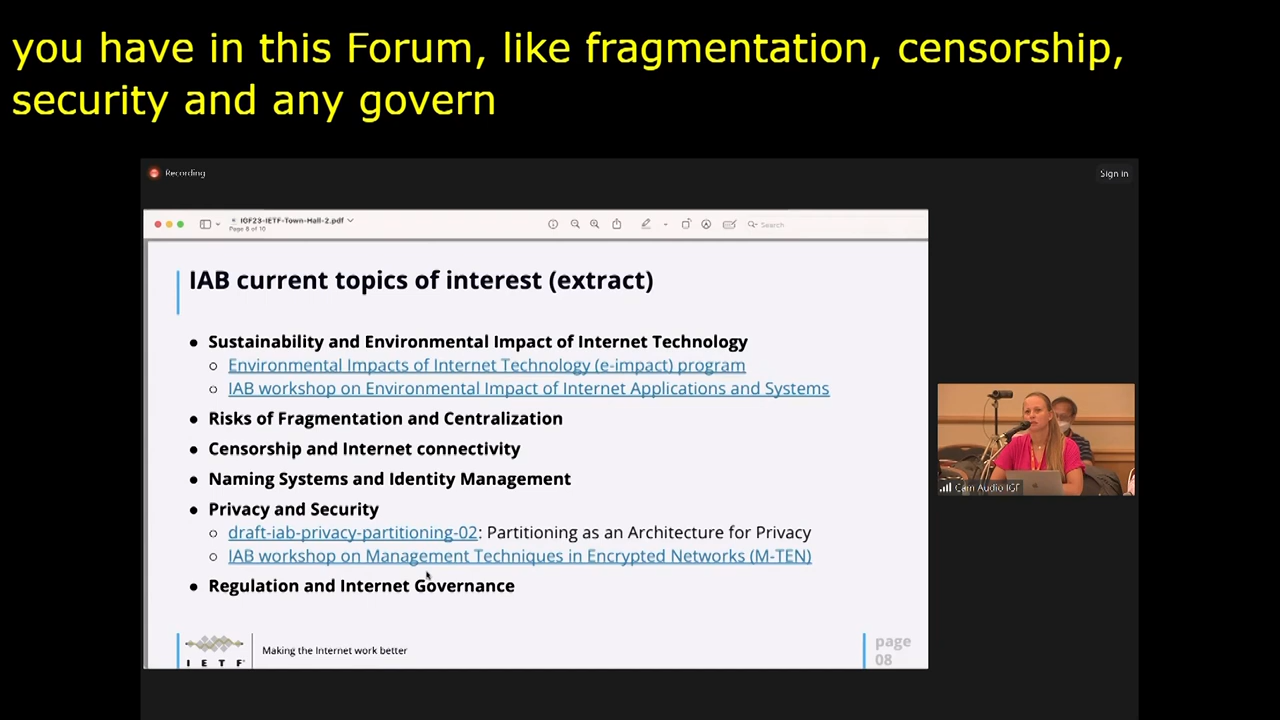 you have in this Forum, like fragmentation, censorship,
security and any govern
Recording
Sign in
IGF23-IETF-Town-Hall-2.pdf
Page 8 of 10
Search
IAB current topics of interest (extract)
● Sustainability and Environmental Impact of Internet Technology
○ Environmental Impacts of Internet Technology (e-impact) program
○ IAB workshop on Environmental Impact of Internet Applications and Systems
● Risks of Fragmentation and Centralization
● Censorship and Internet connectivity
● Naming Systems and Identity Management
● Privacy and Security
○ draft-iab-privacy-partitioning-02: Partitioning as an Architecture for Privacy
○ IAB workshop on Management Techniques in Encrypted Networks (M-TEN)
● Regulation and Internet Governance
Cam Audio IGF
I E T F
Making the Internet work better
page
08